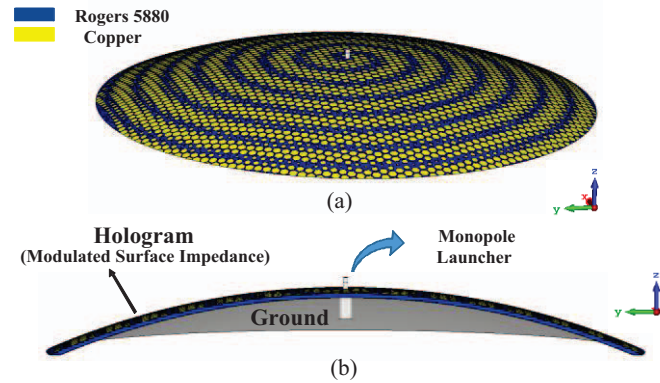 Rogers 5880
Copper
(a)
z
x
y
Hologram
(Modulated Surface Impedance)
Monopole
Launcher
z
y
Ground
(b)